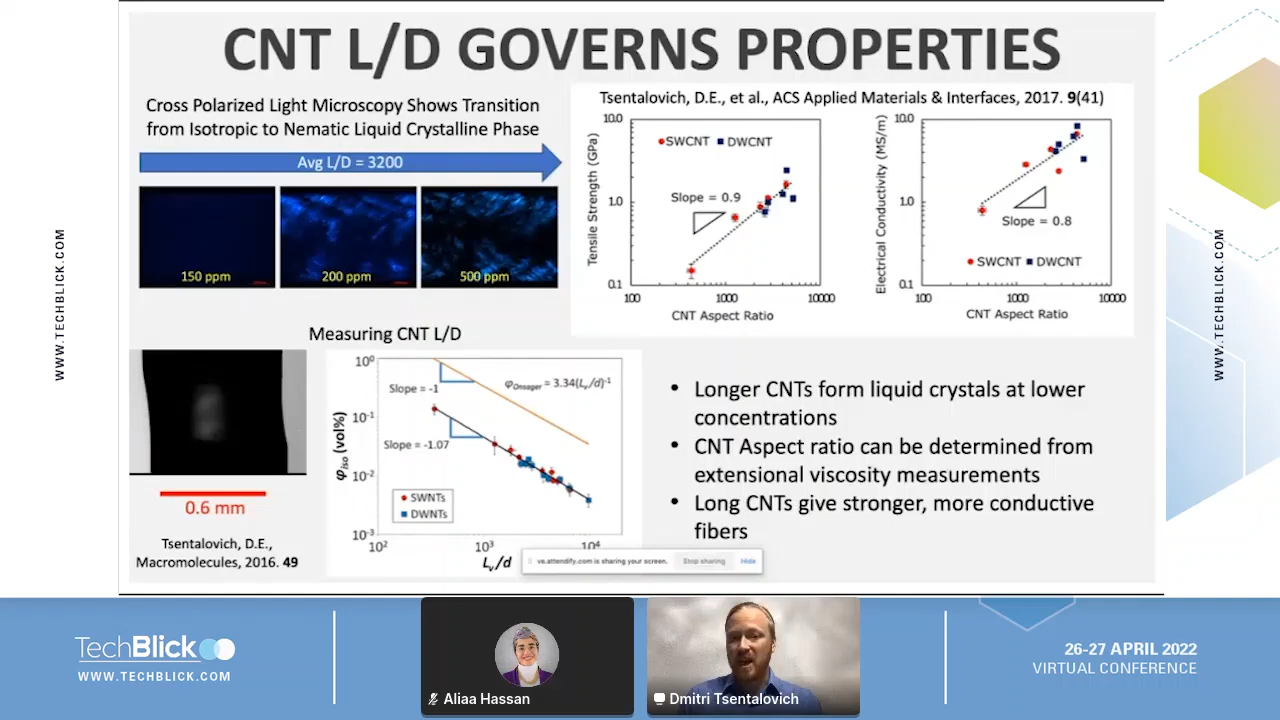 CNT L/D GOVERNS PROPERTIES
Cross Polarized Light Microscopy Shows Transition
from Isotropic to Nematic Liquid Crystalline Phase
Avg L/D = 3200
150 ppm
200 ppm
500 ppm
Tsentalovich, D.E., et al., ACS Applied Materials & Interfaces, 2017. 9(41)
Tensile Strength (GPa)
10.0
1.0
0.1
SWCNT
DWCNT
Slope = 0.9
100
1000
10000
CNT Aspect Ratio
Electrical Conductivity (MS/m)
10.0
1.0
0.1
Slope = 0.8
SWCNT
DWCNT
100
1000
10000
CNT Aspect Ratio
Measuring CNT L/D
0.6 mm
Tsentalovich, D.E.,
Macromolecules, 2016. 49
φiso (vol%)
10⁰
10⁻¹
10⁻²
10⁻³
Slope = -1
φOnsager = 3.34(Lv/d)⁻¹
Slope = -1.07
SWNTs
DWNTs
10²
10³
10⁴
Lv/d
• Longer CNTs form liquid crystals at lower
concentrations
• CNT Aspect ratio can be determined from
extensional viscosity measurements
• Long CNTs give stronger, more conductive
fibers
ve.attendify.com is sharing your screen.
Stop sharing
Hide
WWW.TECHBLICK.COM
WWW.TECHBLICK.COM
TechBlick
WWW.TECHBLICK.COM
Aliaa Hassan
Dmitri Tsentalovich
26-27 APRIL 2022
VIRTUAL CONFERENCE